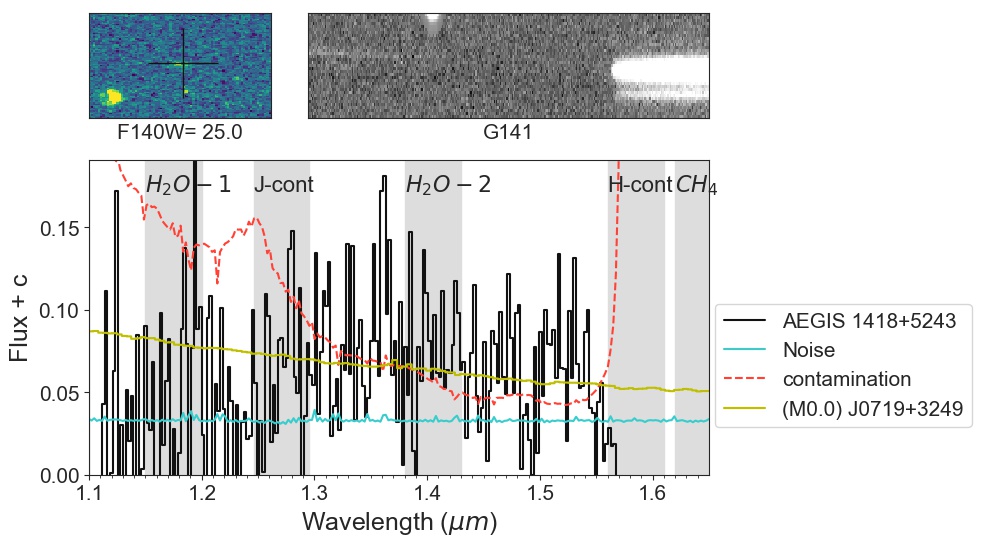 F140W= 25.0
G141
H₂O − 1
J-cont
H₂O − 2
H-cont
CH₄
Flux + c
0.15
0.10
0.05
0.00
1.1
1.2
1.3
1.4
1.5
1.6
Wavelength (μm)
AEGIS 1418+5243
Noise
contamination
(M0.0) J0719+3249